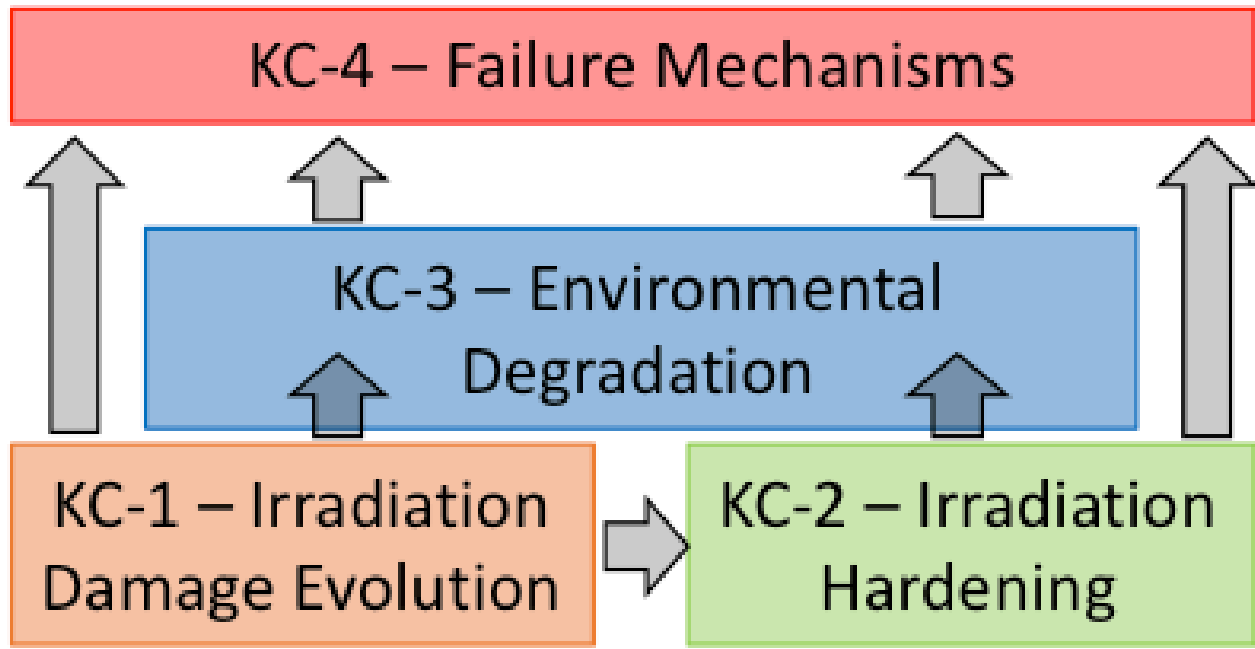 KC-4 – Failure Mechanisms
KC-3 – Environmental
Degradation
KC-1 – Irradiation
Damage Evolution
KC-2 – Irradiation
Hardening